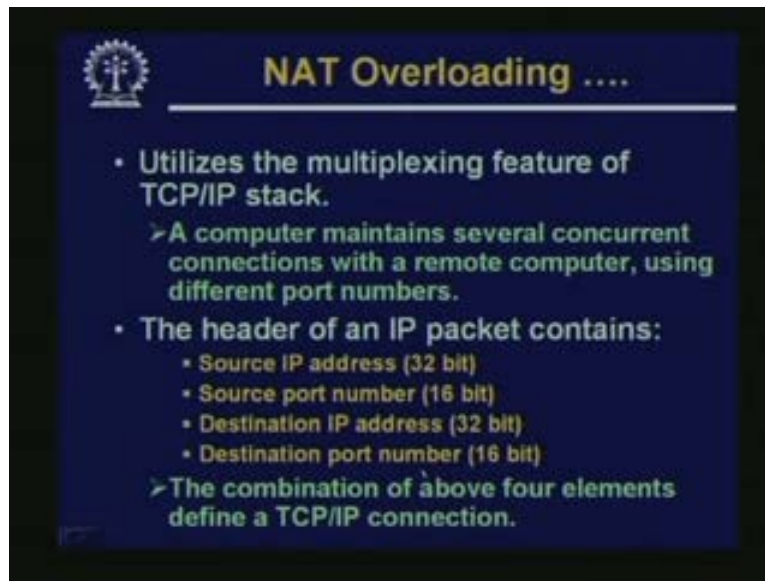 NAT Overloading ....
• Utilizes the multiplexing feature of
TCP/IP stack.
➢A computer maintains several concurrent
connections with a remote computer, using
different port numbers.
• The header of an IP packet contains:
▪ Source IP address (32 bit)
▪ Source port number (16 bit)
▪ Destination IP address (32 bit)
▪ Destination port number (16 bit)
➢The combination of above four elements
define a TCP/IP connection.